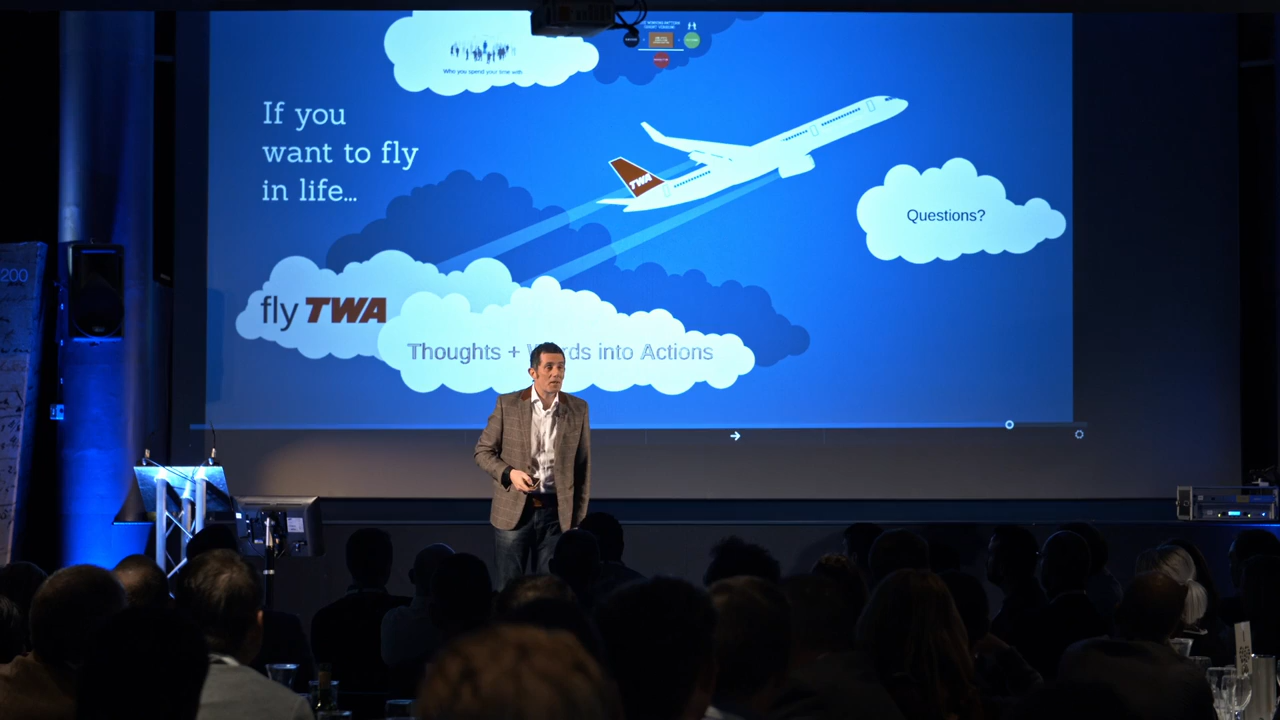 Who you spend your time with
If you
want to fly
in life...
TWA
Questions?
fly TWA
Thoughts + Words into Actions
200